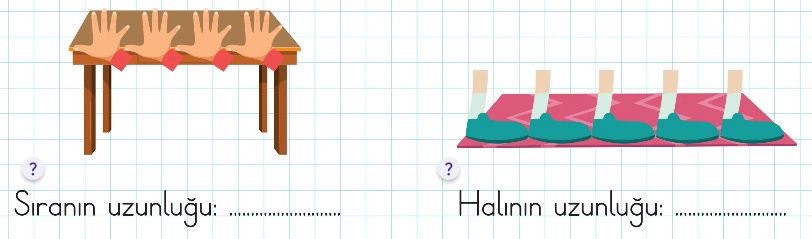 ?
?
Sıranın uzunluğu: ..........................
Halının uzunluğu: ..........................